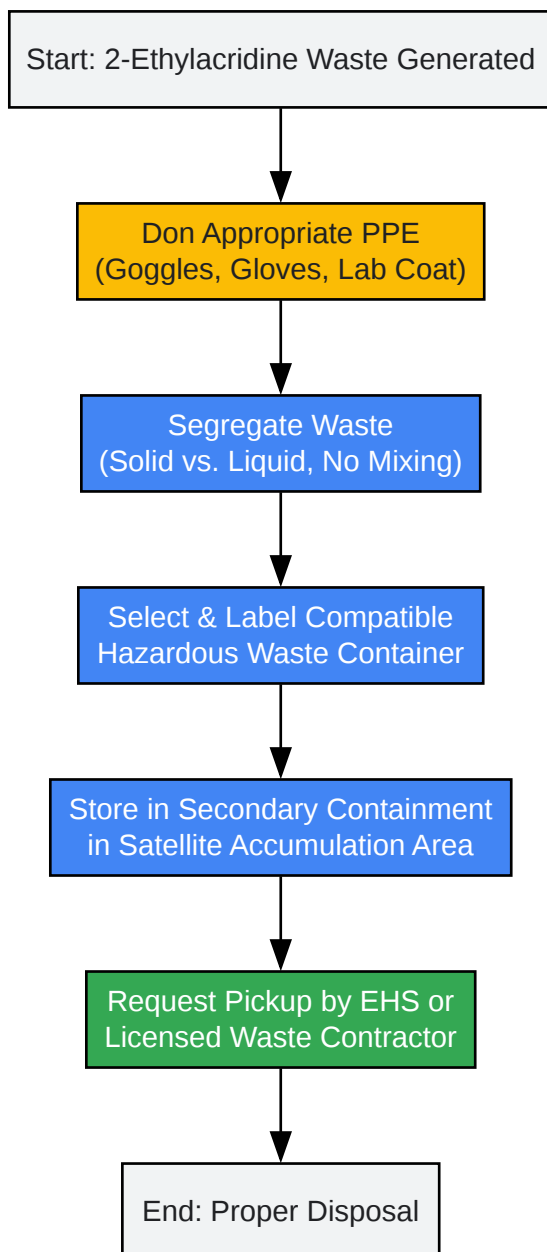 Start: 2-Ethylacridine Waste Generated
Don Appropriate PPE
(Goggles, Gloves, Lab Coat)
Segregate Waste
(Solid vs. Liquid, No Mixing)
Select & Label Compatible
Hazardous Waste Container
Store in Secondary Containment
in Satellite Accumulation Area
Request Pickup by EHS or
Licensed Waste Contractor
End: Proper Disposal